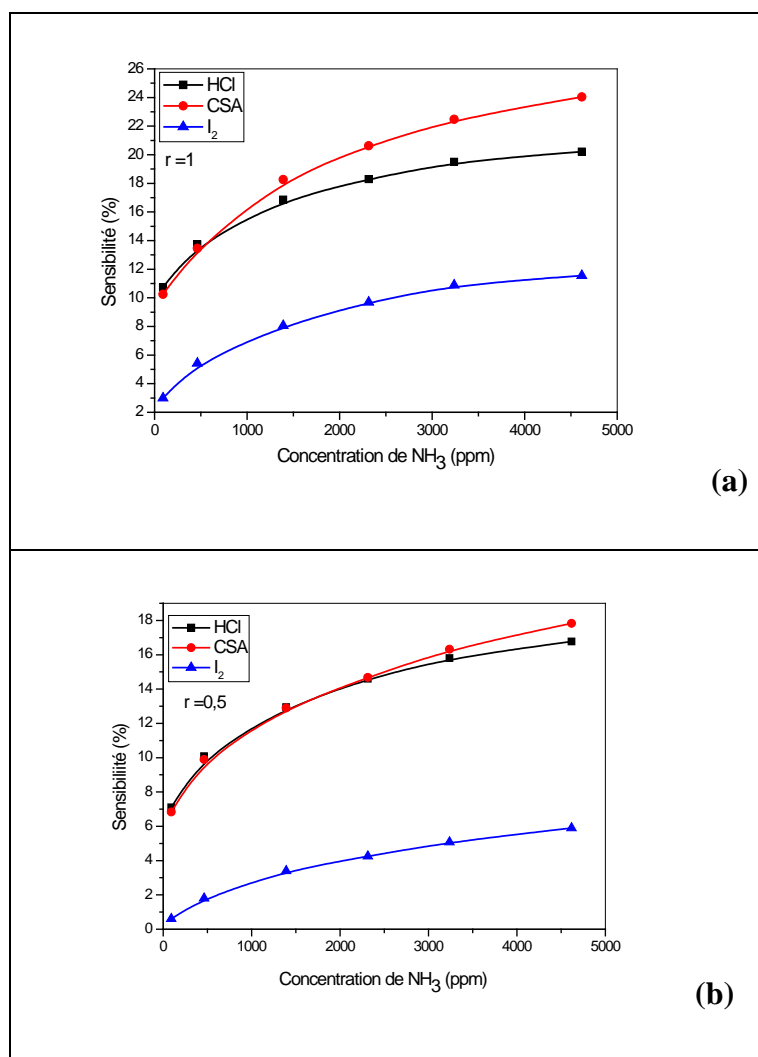 26
24
22
20
18
16
14
12
10
8
6
4
2
HCl
CSA
I2
r =1
Sensibilité (%)
0 1000 2000 3000 4000 5000
Concentration de NH3 (ppm)
(a)
18
16
14
12
10
8
6
4
2
0
HCl
CSA
I2
r =0,5
Sensibiliité (%)
0 1000 2000 3000 4000 5000
Concentration de NH3 (ppm)
(b)